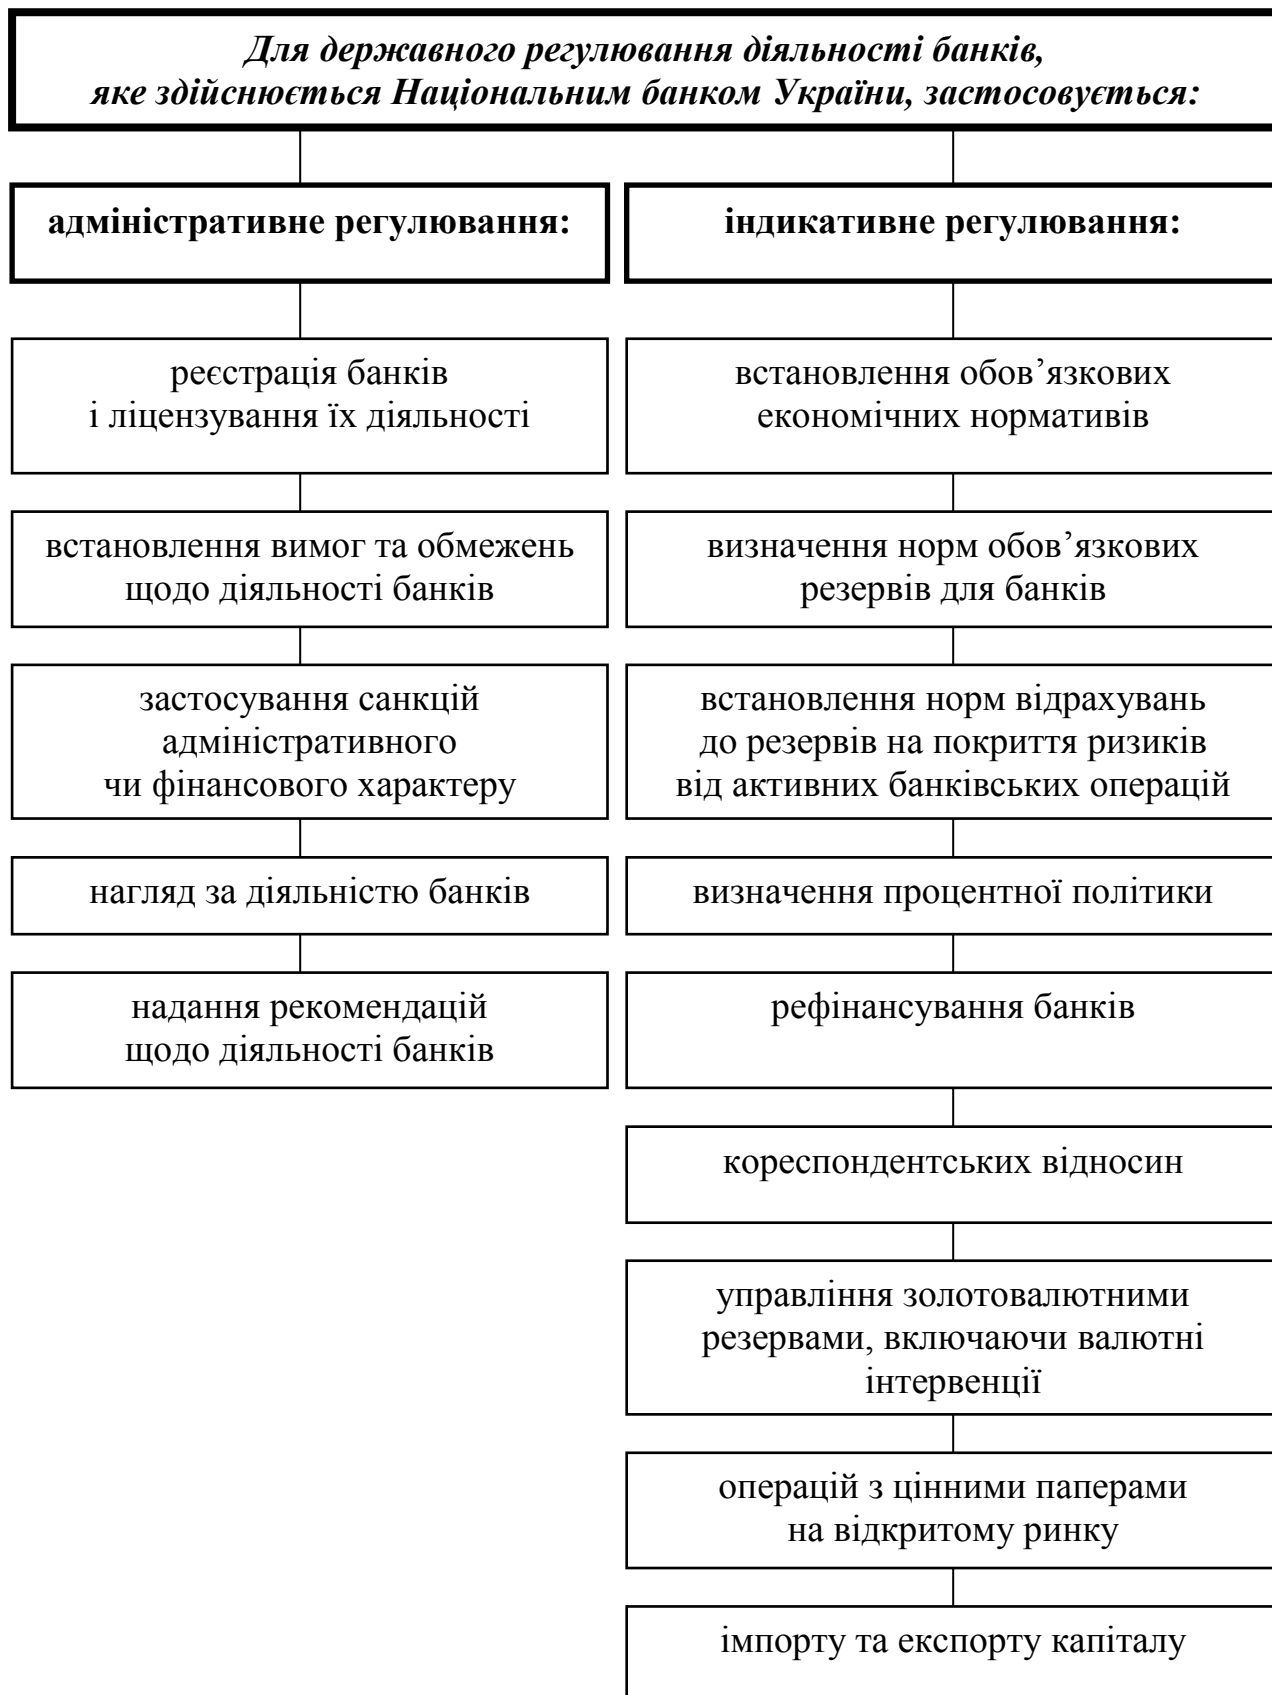 Для державного регулювання діяльності банків,
яке здійснюється Національним банком України, застосовується:
адміністративне регулювання:
реєстрація банків
і ліцензування їх діяльності
встановлення вимог та обмежень
щодо діяльності банків
застосування санкцій
адміністративного
чи фінансового характеру
нагляд за діяльністю банків
надання рекомендацій
щодо діяльності банків
індикативне регулювання:
встановлення обов’язкових
економічних нормативів
визначення норм обов’язкових
резервів для банків
встановлення норм відрахувань
до резервів на покриття ризиків
від активних банківських операцій
визначення процентної політики
рефінансування банків
кореспондентських відносин
управління золотовалютними
резервами, включаючи валютні
інтервенції
операцій з цінними паперами
на відкритому ринку
імпорту та експорту капіталу